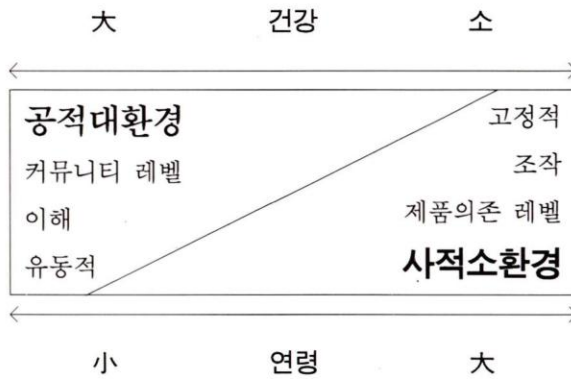 大 건강 소
공적대환경 고정적
커뮤니티 레벨 조작
이해 제품의존 레벨
유동적 사적소환경
小 연령 大